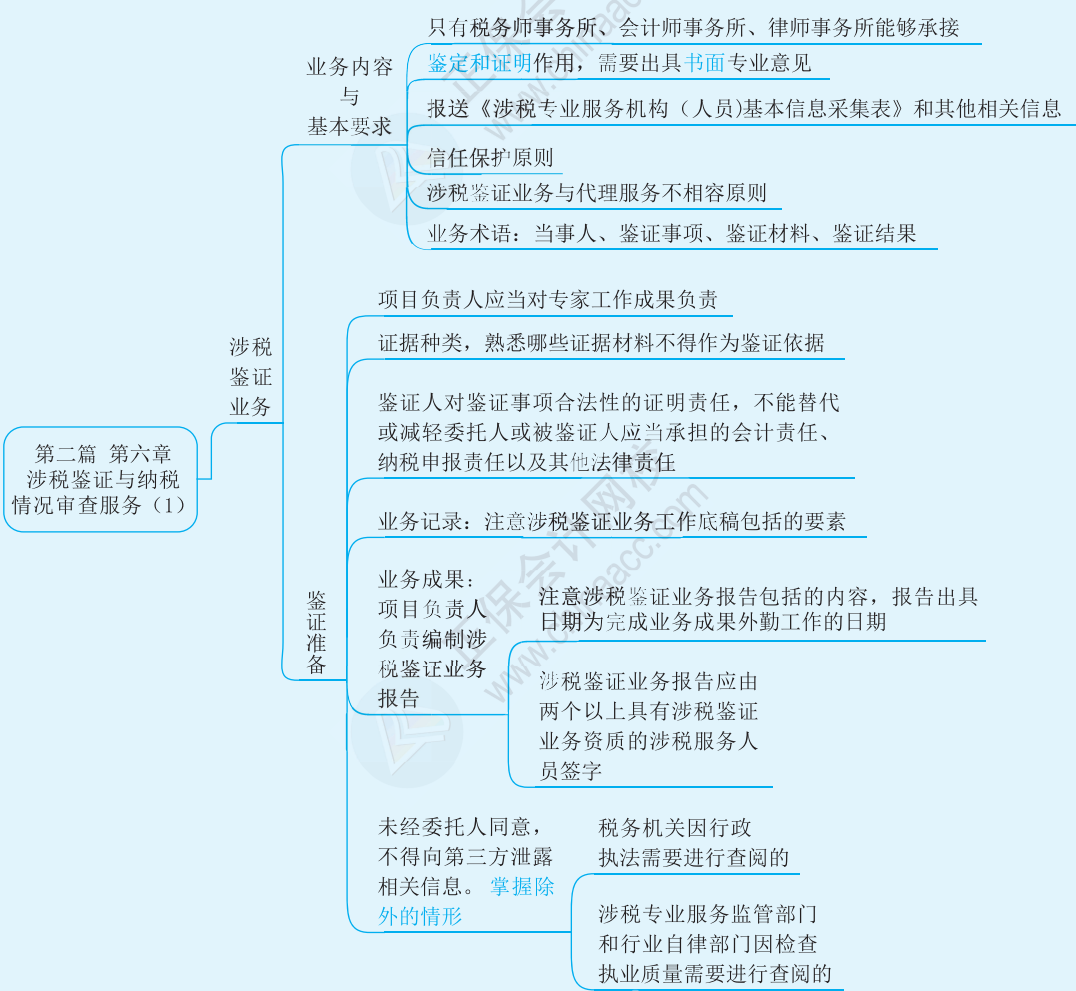 只有税务师事务所、会计师事务所、律师事务所能够承接
业务内容
与
基本要求
鉴定和证明作用，需要出具书面专业意见
报送《涉税专业服务机构（人员)基本信息采集表》和其他相关信息
信任保护原则
涉税鉴证业务与代理服务不相容原则
业务术语：当事人、鉴证事项、鉴证材料、鉴证结果
涉税
鉴证
业务
第二篇 第六章
涉税鉴证与纳税
情况审查服务（1）
鉴
证
准
备
项目负责人应当对专家工作成果负责
证据种类，熟悉哪些证据材料不得作为鉴证依据
鉴证人对鉴证事项合法性的证明责任，不能替代
或减轻委托人或被鉴证人应当承担的会计责任、
纳税申报责任以及其他法律责任
业务记录：注意涉税鉴证业务工作底稿包括的要素
业务成果：
项目负责人
负责编制涉
税鉴证业务
报告
注意涉税鉴证业务报告包括的内容，报告出具
日期为完成业务成果外勤工作的日期
涉税鉴证业务报告应由
两个以上具有涉税鉴证
业务资质的涉税服务人
员签字
未经委托人同意，
不得向第三方泄露
相关信息。掌握除
外的情形
税务机关因行政
执法需要进行查阅的
涉税专业服务监管部门
和行业自律部门因检查
执业质量需要进行查阅的
正保会计网校
www.chinaacc.com